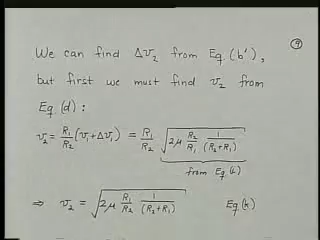 9
We can find Δv₂ from Eq.(b'),
but first we must find v₂ from
Eq.(d):
v₂ = R₁/R₂ (v₁+Δv₁) = R₁/R₂ √(2μ R₂/R₁ 1/(R₂+R₁))
from Eq.(i)
⇒ v₂ = √(2μ R₁/R₂ 1/(R₂+R₁)) Eq.(k)